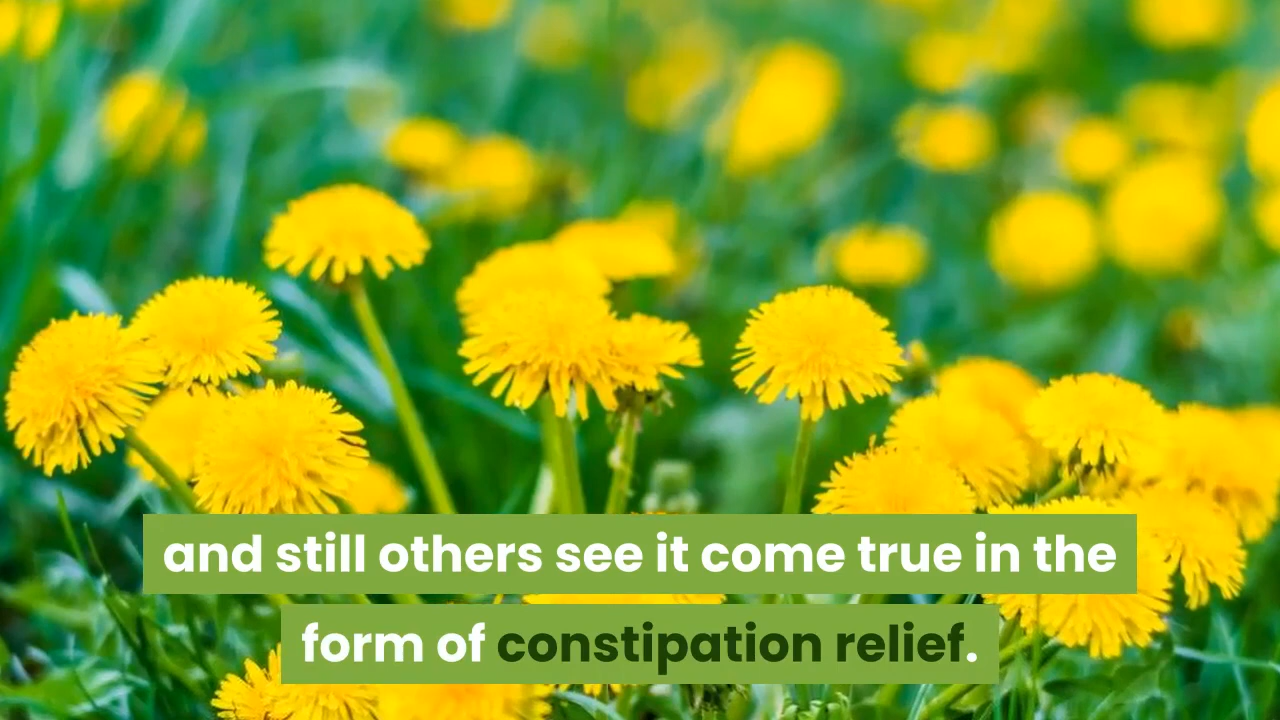 and still others see it come true in the
form of constipation relief.